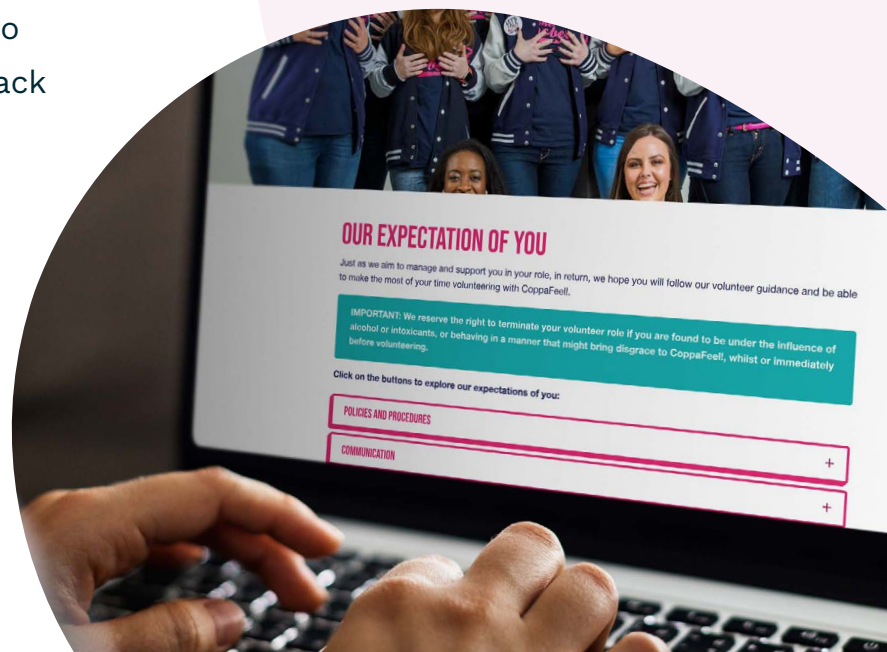 o
ack
OUR EXPECTATION OF YOU
Just as we aim to manage and support you in your role, in return, we hope you will follow our volunteer guidance and be able
to make the most of your time volunteering with CoppaFeel!.
IMPORTANT: We reserve the right to terminate your volunteer role if you are found to be under the influence of
alcohol or intoxicants, or behaving in a manner that might bring disgrace to CoppaFeel!, whilst or immediately
before volunteering.
Click on the buttons to explore our expectations of you:
POLICIES AND PROCEDURES
+
COMMUNICATION
+